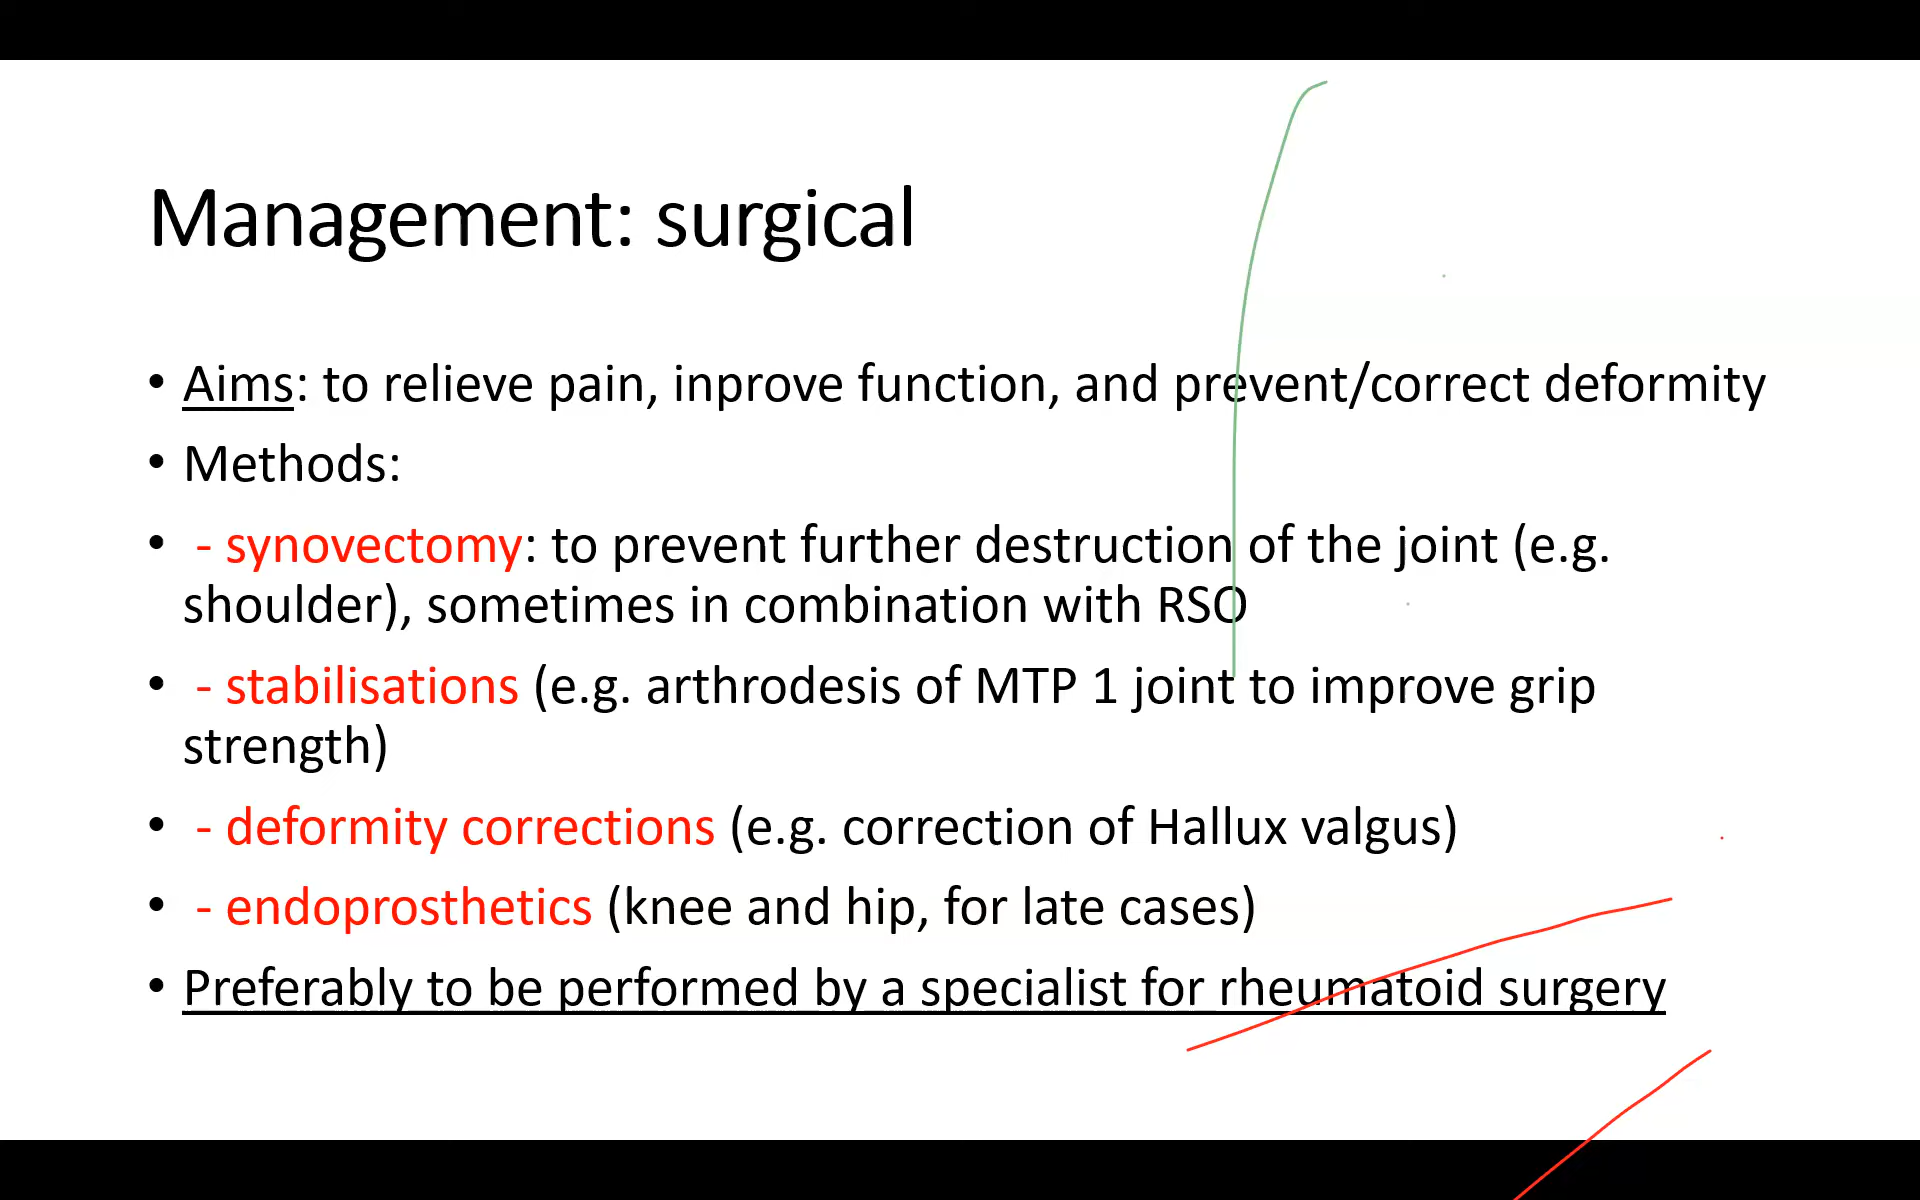 Management: surgical
• Aims: to relieve pain, inprove function, and prevent/correct deformity
• Methods:
• - synovectomy: to prevent further destruction of the joint (e.g.
shoulder), sometimes in combination with RSO
• - stabilisations (e.g. arthrodesis of MTP 1 joint to improve grip
strength)
• - deformity corrections (e.g. correction of Hallux valgus)
• - endoprosthetics (knee and hip, for late cases)
• Preferably to be performed by a specialist for rheumatoid surgery